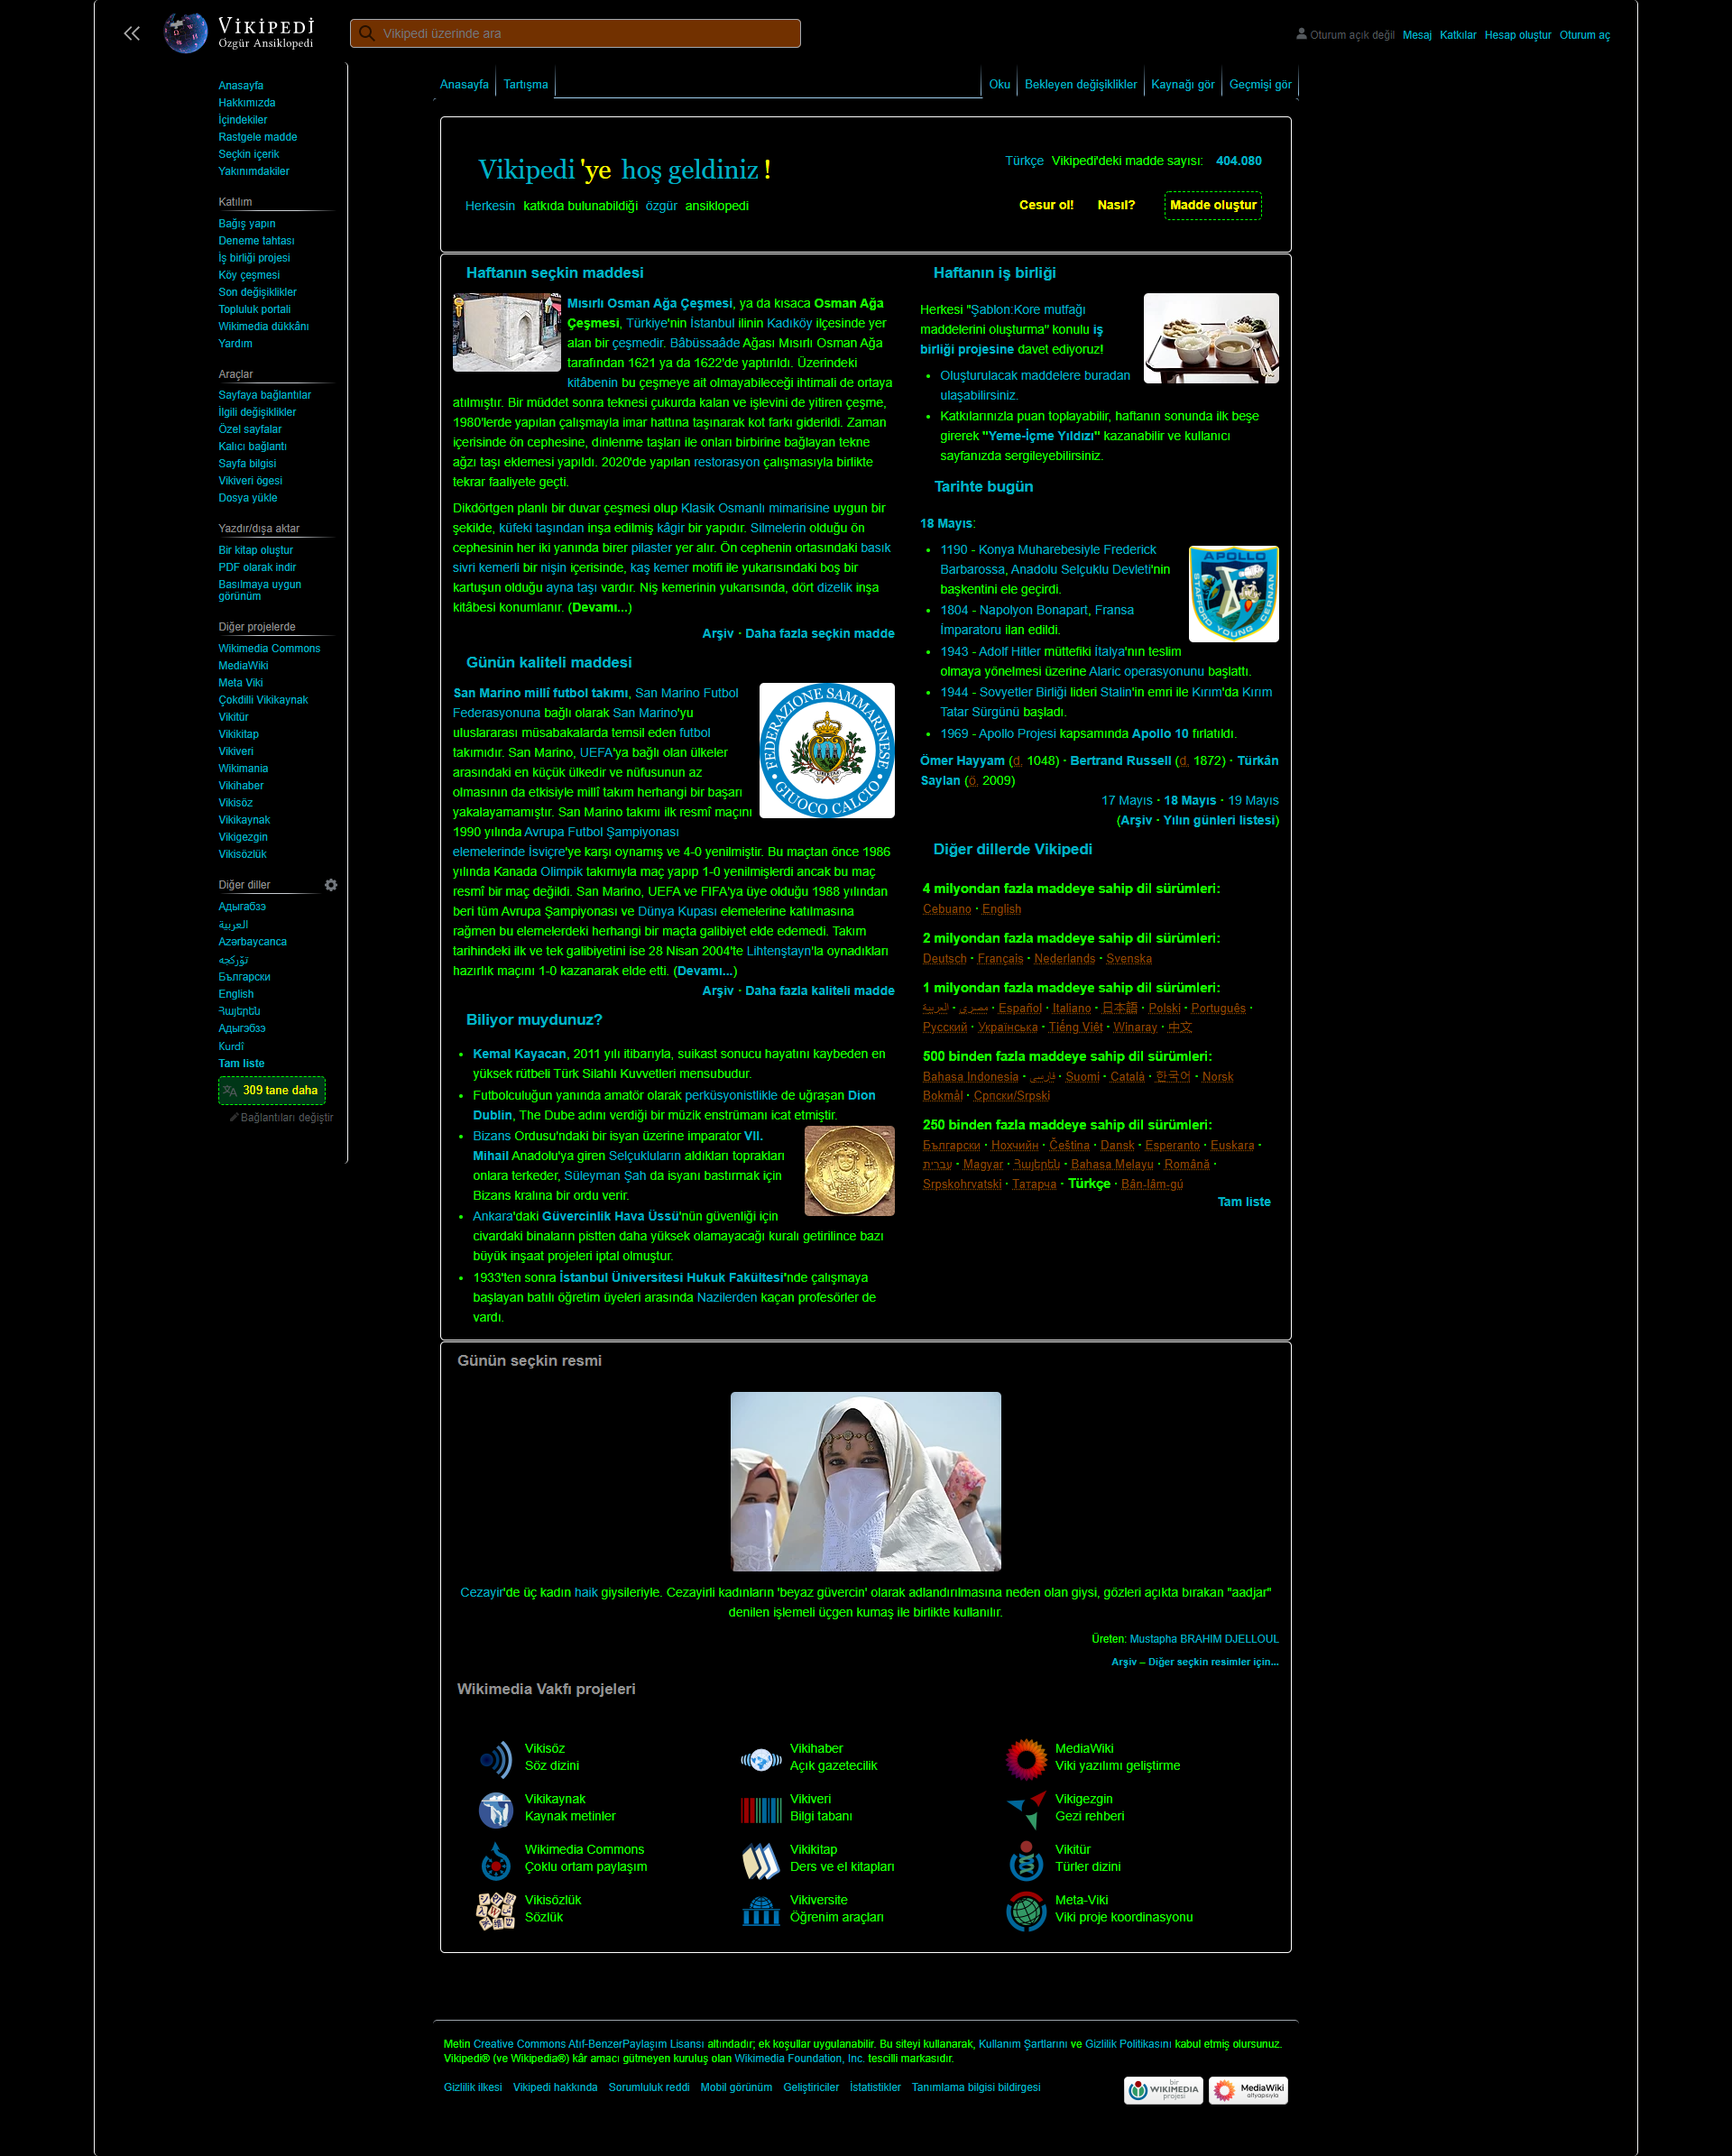 VİKİPEDİ
Özgür Ansiklopedi
Vikipedi üzerinde ara
Oturum açık değil Mesaj Katkılar Hesap oluştur Oturum aç
Anasayfa
Hakkımızda
İçindekiler
Rastgele madde
Seçkin içerik
Yakınımdakiler
Katılım
Bağış yapın
Deneme tahtası
İş birliği projesi
Köy çeşmesi
Son değişiklikler
Topluluk portali
Wikimedia dükkânı
Yardım
Araçlar
Sayfaya bağlantılar
İlgili değişiklikler
Özel sayfalar
Kalıcı bağlantı
Sayfa bilgisi
Vikiveri ögesi
Dosya yükle
Yazdır/dışa aktar
Bir kitap oluştur
PDF olarak indir
Basılmaya uygun
görünüm
Diğer projelerde
Wikimedia Commons
MediaWiki
Meta Viki
Çokdilli Vikikaynak
Vikitür
Vikikitap
Vikiveri
Wikimania
Vikihaber
Vikisöz
Vikikaynak
Vikigezgin
Vikisözlük
Diğer diller
Адыгабзэ
العربية
Azərbaycanca
تۆرکجه
Български
English
Հայերեն
Адыгэбзэ
Kurdî
Tam liste
309 tane daha
Bağlantıları değiştir
Anasayfa Tartışma
Oku Bekleyen değişiklikler Kaynağı gör Geçmişi gör
Vikipedi'ye hoş geldiniz!
Herkesin katkıda bulunabildiği özgür ansiklopedi
Türkçe Vikipedi'deki madde sayısı: 404.080
Cesur ol! Nasıl? Madde oluştur
Haftanın seçkin maddesi
Mısırlı Osman Ağa Çeşmesi, ya da kısaca Osman Ağa
Çeşmesi, Türkiye'nin İstanbul ilinin Kadıköy ilçesinde yer
alan bir çeşmedir. Bâbüssaâde Ağası Mısırlı Osman Ağa
tarafından 1621 ya da 1622'de yaptırıldı. Üzerindeki
kitâbenin bu çeşmeye ait olmayabileceği ihtimali de ortaya
atılmıştır. Bir müddet sonra teknesi çukurda kalan ve işlevini de yitiren çeşme,
1980'lerde yapılan çalışmayla imar hattına taşınarak kot farkı giderildi. Zaman
içerisinde ön cephesine, dinlenme taşları ile onları birbirine bağlayan tekne
ağzı taşı eklemesi yapıldı. 2020'de yapılan restorasyon çalışmasıyla birlikte
tekrar faaliyete geçti.
Dikdörtgen planlı bir duvar çeşmesi olup Klasik Osmanlı mimarisine uygun bir
şekilde, küfeki taşından inşa edilmiş kâgir bir yapıdır. Silmelerin olduğu ön
cephesinin her iki yanında birer pilaster yer alır. Ön cephenin ortasındaki basık
sivri kemerli bir nişin içerisinde, kaş kemer motifi ile yukarısındaki boş bir
kartuşun olduğu ayna taşı vardır. Niş kemerinin yukarısında, dört dizelik inşa
kitâbesi konumlanır. (Devamı...)
Arşiv · Daha fazla seçkin madde
Günün kaliteli maddesi
San Marino millî futbol takımı, San Marino Futbol
Federasyonuna bağlı olarak San Marino'yu
uluslararası müsabakalarda temsil eden futbol
takımıdır. San Marino, UEFA'ya bağlı olan ülkeler
arasındaki en küçük ülkedir ve nüfusunun az
olmasının da etkisiyle millî takım herhangi bir başarı
yakalayamamıştır. San Marino takımı ilk resmî maçını
1990 yılında Avrupa Futbol Şampiyonası
elemelerinde İsviçre'ye karşı oynamış ve 4-0 yenilmiştir. Bu maçtan önce 1986
yılında Kanada Olimpik takımıyla maç yapıp 1-0 yenilmişlerdi ancak bu maç
resmî bir maç değildi. San Marino, UEFA ve FIFA'ya üye olduğu 1988 yılından
beri tüm Avrupa Şampiyonası ve Dünya Kupası elemelerine katılmasına
rağmen bu elemelerdeki herhangi bir maçta galibiyet elde edemedi. Takım
tarihindeki ilk ve tek galibiyetini ise 28 Nisan 2004'te Lihtenştayn'la oynadıkları
hazırlık maçını 1-0 kazanarak elde etti. (Devamı...)
Arşiv · Daha fazla kaliteli madde
FEDERAZIONE SAMMARINESE
GIUOCO CALCIO
Biliyor muydunuz?
• Kemal Kayacan, 2011 yılı itibarıyla, suikast sonucu hayatını kaybeden en
yüksek rütbeli Türk Silahlı Kuvvetleri mensubudur.
• Futbolculuğun yanında amatör olarak perküsyonistlikle de uğraşan Dion
Dublin, The Dube adını verdiği bir müzik enstrümanı icat etmiştir.
• Bizans Ordusu'ndaki bir isyan üzerine imparator VII.
Mihail Anadolu'ya giren Selçukluların aldıkları toprakları
onlara terkeder, Süleyman Şah da isyanı bastırmak için
Bizans kralına bir ordu verir.
• Ankara'daki Güvercinlik Hava Üssü'nün güvenliği için
civardaki binaların pistten daha yüksek olamayacağı kuralı getirilince bazı
büyük inşaat projeleri iptal olmuştur.
• 1933'ten sonra İstanbul Üniversitesi Hukuk Fakültesi'nde çalışmaya
başlayan batılı öğretim üyeleri arasında Nazilerden kaçan profesörler de
vardı.
Haftanın iş birliği
Herkesi "Şablon:Kore mutfağı
maddelerini oluşturma" konulu iş
birliği projesine davet ediyoruz!
• Oluşturulacak maddelere buradan
ulaşabilirsiniz.
• Katkılarınızla puan toplayabilir, haftanın sonunda ilk beşe
girerek "Yeme-İçme Yıldızı" kazanabilir ve kullanıcı
sayfanızda sergileyebilirsiniz.
Tarihte bugün
18 Mayıs:
• 1190 - Konya Muharebesiyle Frederick
Barbarossa, Anadolu Selçuklu Devleti'nin
başkentini ele geçirdi.
• 1804 - Napolyon Bonapart, Fransa
İmparatoru ilan edildi.
• 1943 - Adolf Hitler müttefiki İtalya'nın teslim
olmaya yönelmesi üzerine Alaric operasyonunu başlattı.
• 1944 - Sovyetler Birliği lideri Stalin'in emri ile Kırım'da Kırım
Tatar Sürgünü başladı.
• 1969 - Apollo Projesi kapsamında Apollo 10 fırlatıldı.
APOLLO
STAFFORD YOUNG CERNAN
Ömer Hayyam (d. 1048) · Bertrand Russell (d. 1872) · Türkân
Saylan (ö. 2009)
17 Mayıs · 18 Mayıs · 19 Mayıs
(Arşiv · Yılın günleri listesi)
Diğer dillerde Vikipedi
4 milyondan fazla maddeye sahip dil sürümleri:
Cebuano · English
2 milyondan fazla maddeye sahip dil sürümleri:
Deutsch · Français · Nederlands · Svenska
1 milyondan fazla maddeye sahip dil sürümleri:
العربية · مصرى · Español · Italiano · 日本語 · Polski · Português ·
Русский · Українська · Tiếng Việt · Winaray · 中文
500 binden fazla maddeye sahip dil sürümleri:
Bahasa Indonesia · فارسی · Suomi · Català · 한국어 · Norsk
Bokmål · Српски/Srpski
250 binden fazla maddeye sahip dil sürümleri:
Български · Нохчийн · Čeština · Dansk · Esperanto · Euskara ·
עברית · Magyar · Հայերեն · Bahasa Melayu · Română ·
Srpskohrvatski · Татарча · Türkçe · Bân-lâm-gú
Tam liste
Günün seçkin resmi
Cezayir'de üç kadın haik giysileriyle. Cezayirli kadınların 'beyaz güvercin' olarak adlandırılmasına neden olan giysi, gözleri açıkta bırakan "aadjar"
denilen işlemeli üçgen kumaş ile birlikte kullanılır.
Üreten: Mustapha BRAHIM DJELLOUL
Arşiv – Diğer seçkin resimler için...
Wikimedia Vakfı projeleri
Vikisöz
Söz dizini
Vikihaber
Açık gazetecilik
MediaWiki
Viki yazılımı geliştirme
Vikikaynak
Kaynak metinler
Vikiveri
Bilgi tabanı
Vikigezgin
Gezi rehberi
Wikimedia Commons
Çoklu ortam paylaşım
Vikikitap
Ders ve el kitapları
Vikitür
Türler dizini
Vikisözlük
Sözlük
Vikiversite
Öğrenim araçları
Meta-Viki
Viki proje koordinasyonu
Metin Creative Commons Atıf-BenzerPaylaşım Lisansı altındadır; ek koşullar uygulanabilir. Bu siteyi kullanarak, Kullanım Şartlarını ve Gizlilik Politikasını kabul etmiş olursunuz.
Vikipedi® (ve Wikipedia®) kâr amacı gütmeyen kuruluş olan Wikimedia Foundation, Inc. tescilli markasıdır.
Gizlilik ilkesi Vikipedi hakkında Sorumluluk reddi Mobil görünüm Geliştiriciler İstatistikler Tanımlama bilgisi bildirgesi
bir
WIKIMEDIA
projesi
MediaWiki
altyapısıyla